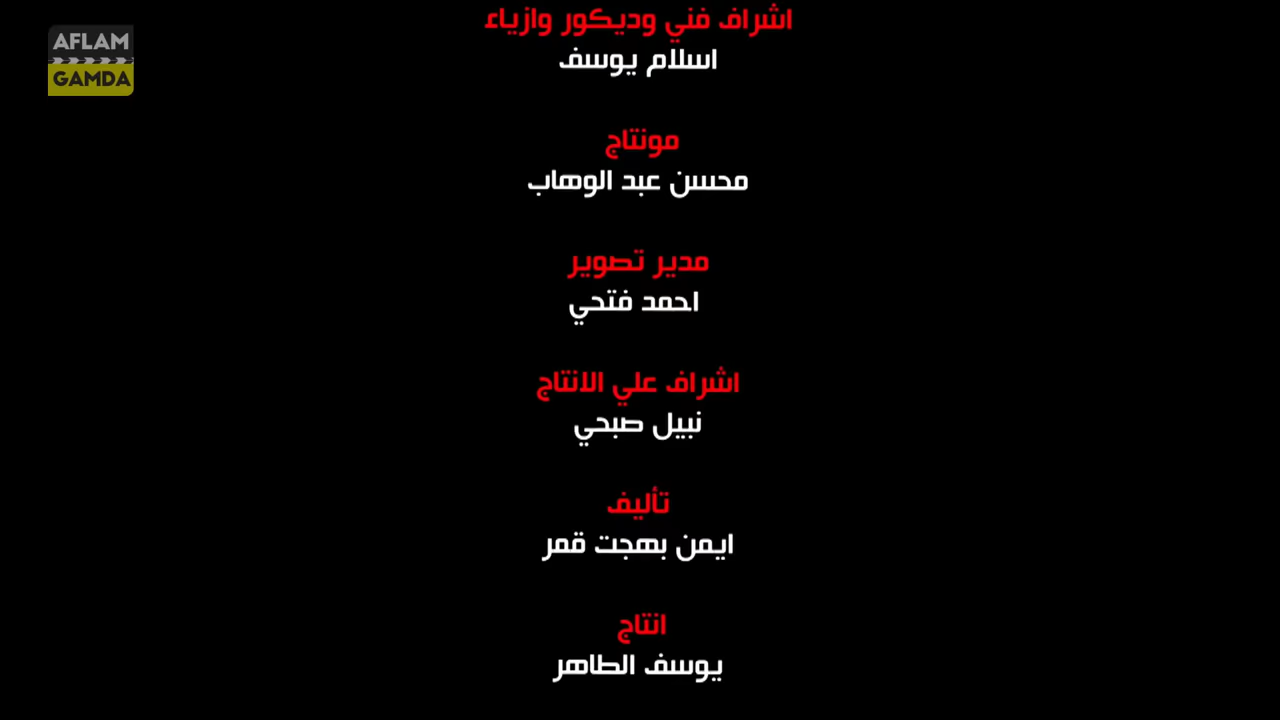 AFLAM
GAMDA
اشراف فني وديكور وازياء
اسلام يوسف
مونتاج
محسن عبد الوهاب
مدير تصوير
احمد فتحي
اشراف علي الانتاج
نبيل صبحي
تأليف
ايمن بهجت قمر
انتاج
يوسف الطاهر